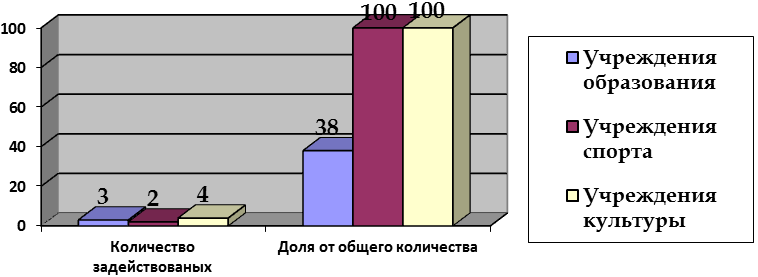 100
80
60
40
20
0
3
2
4
38
100
100
Количество
задействованых
Доля от общего количества
Учреждения
образования
Учреждения
спорта
Учреждения
культуры